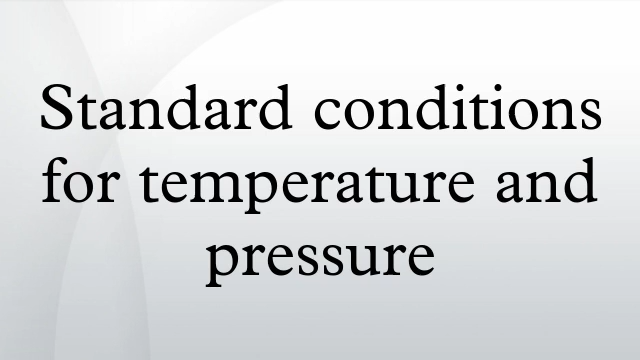 Standard conditions
for temperature and
pressure